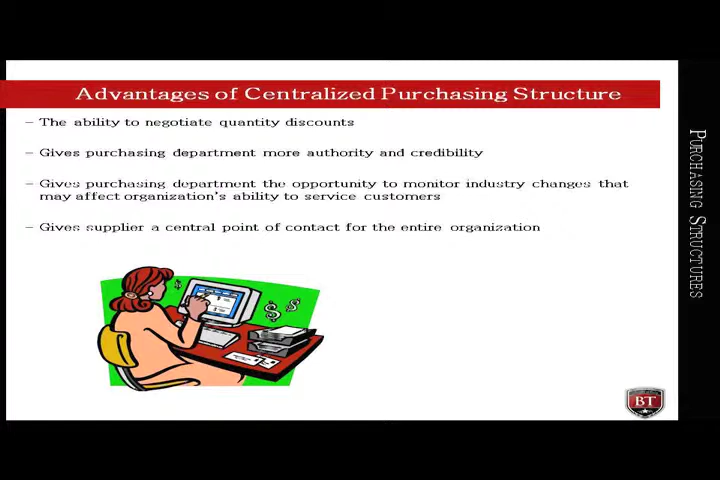 Advantages of Centralized Purchasing Structure
– The ability to negotiate quantity discounts
– Gives purchasing department more authority and credibility
– Gives purchasing department the opportunity to monitor industry changes that
may affect organization's ability to service customers
– Gives supplier a central point of contact for the entire organization
PURCHASING STRUCTURES
$
$
$
BT